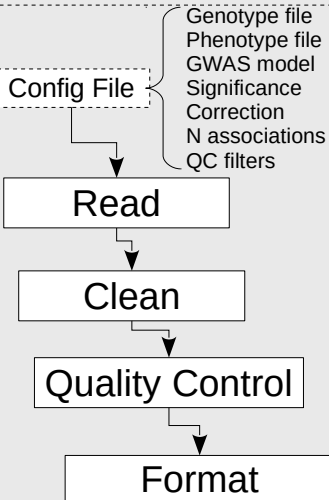 Genotype file
Phenotype file
GWAS model
Config File
Significance
Correction
N associations
QC filters
Read
Clean
Quality Control
Format